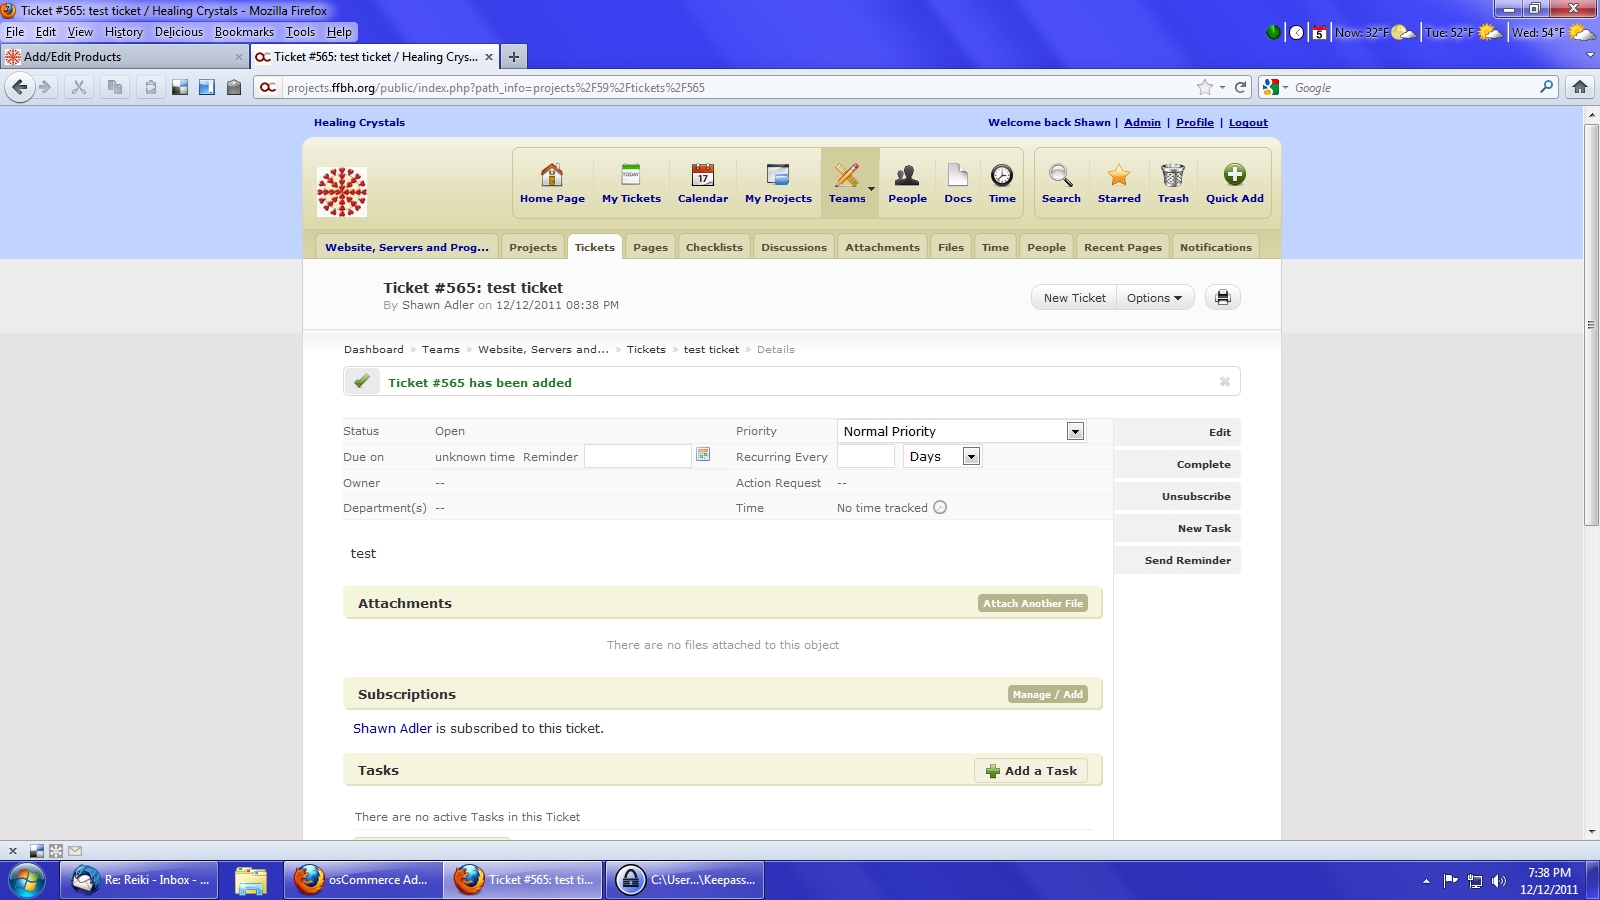 Ticket #565: test ticket / Healing Crystals - Mozilla Firefox
File Edit View History Delicious Bookmarks Tools Help
5 Now: 32°F Tue: 52°F Wed: 54°F
Add/Edit Products
Ticket #565: test ticket / Healing Crys...
projects.ffbh.org/public/index.php?path_info=projects%2F59%2Ftickets%2F565
Google
Healing Crystals
Welcome back Shawn | Admin | Profile | Logout
TODAY 17
Home Page My Tickets Calendar My Projects Teams People Docs Time Search Starred Trash Quick Add
Website, Servers and Prog... Projects Tickets Pages Checklists Discussions Attachments Files Time People Recent Pages Notifications
Ticket #565: test ticket
By Shawn Adler on 12/12/2011 08:38 PM
New Ticket Options
Dashboard » Teams » Website, Servers and... » Tickets » test ticket » Details
Ticket #565 has been added
Status Open Priority Normal Priority
Due on unknown time Reminder Recurring Every Days
Owner -- Action Request --
Department(s) -- Time No time tracked
Edit
Complete
Unsubscribe
New Task
Send Reminder
test
Attachments Attach Another File
There are no files attached to this object
Subscriptions Manage / Add
Shawn Adler is subscribed to this ticket.
Tasks Add a Task
There are no active Tasks in this Ticket
Re: Reiki - Inbox - ...
osCommerce Ad...
Ticket #565: test ti...
C:\User...\Keepass...
7:38 PM
12/12/2011